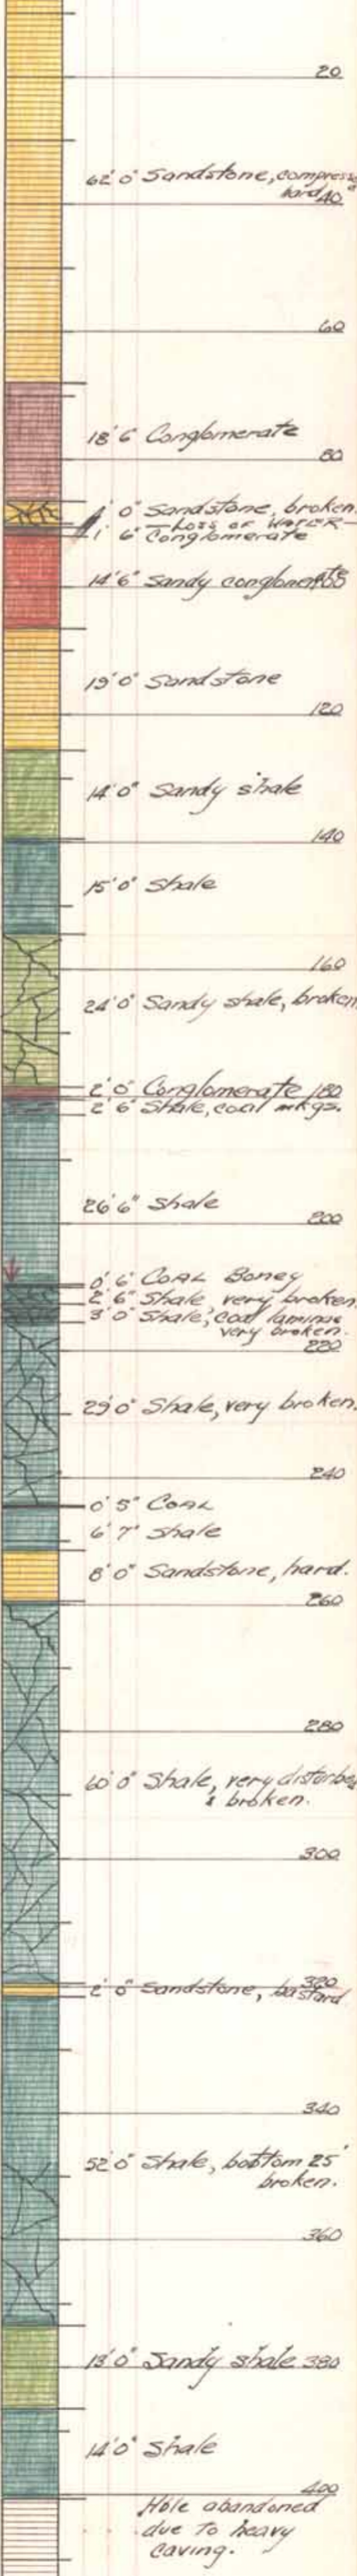 20
62' 0" Sandstone, compressed
hard 40
60
18' 6" Conglomerate
80
0" Sandstone, broken.
— Loss of WATER —
1' 6" Conglomerate
14' 6" Sandy conglomerate
19' 0" Sandstone
120
14' 0" Sandy shale
140
15' 0" Shale
160
24' 0" Sandy shale, broken
2' 0" Conglomerate 180
2' 6" Shale, coal mkgs.
26' 6" Shale
200
0' 6" COAL Boney
2' 6" Shale very broken.
3' 0" Shale, coal laminae
very broken.
220
29' 0" Shale, very broken.
240
0' 5" COAL
6' 7" Shale
8' 0" Sandstone, hard.
260
280
60' 0" Shale, very disturbed
& broken.
300
320
2' 0" Sandstone, bastard
340
52' 0" Shale, bottom 25'
broken.
360
13' 0" Sandy shale 380
14' 0" Shale
400
Hole abandoned
due to heavy
caving.